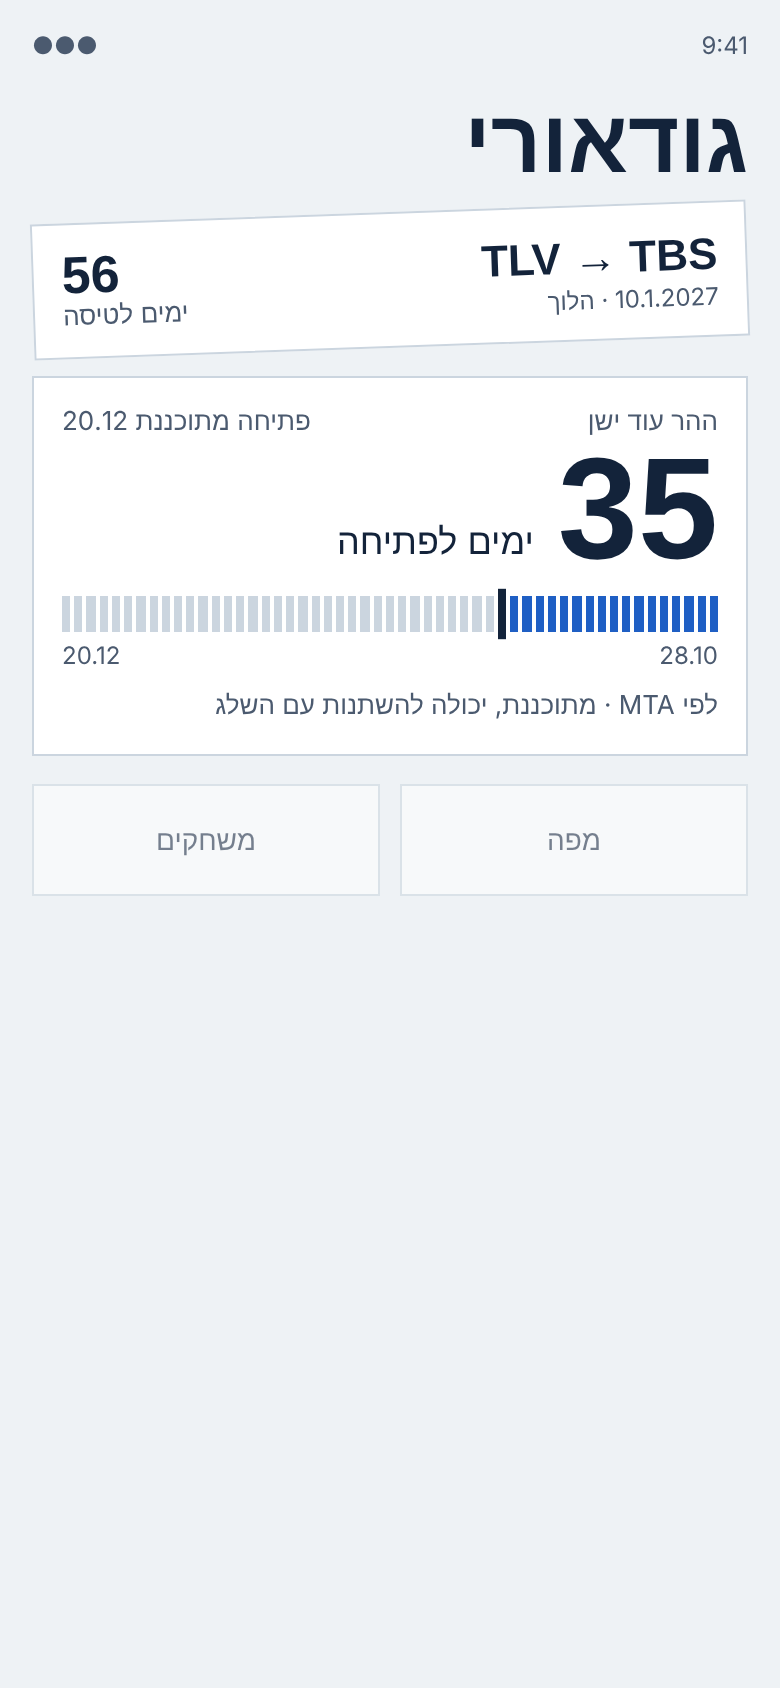 9:41
גודאורי
TLV → TBS
10.1.2027 · הלוך
56
ימים לטיסה
ההר עוד ישן
פתיחה מתוכננת 20.12
35 ימים לפתיחה
28.10
20.12
לפי MTA · מתוכננת, יכולה להשתנות עם השלג
מפה
משחקים